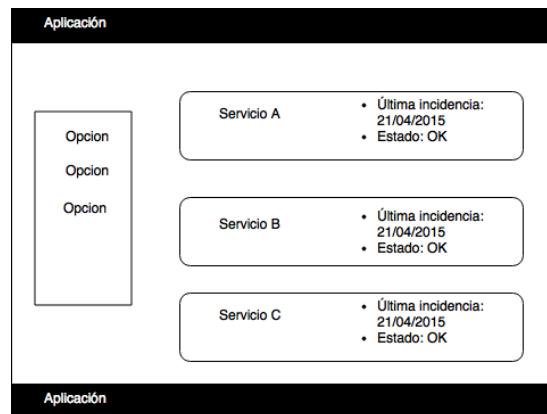 Aplicación
Opcion
Opcion
Opcion
Servicio A
• Última incidencia:
21/04/2015
• Estado: OK
Servicio B
• Última incidencia:
21/04/2015
• Estado: OK
Servicio C
• Última incidencia:
21/04/2015
• Estado: OK
Aplicación